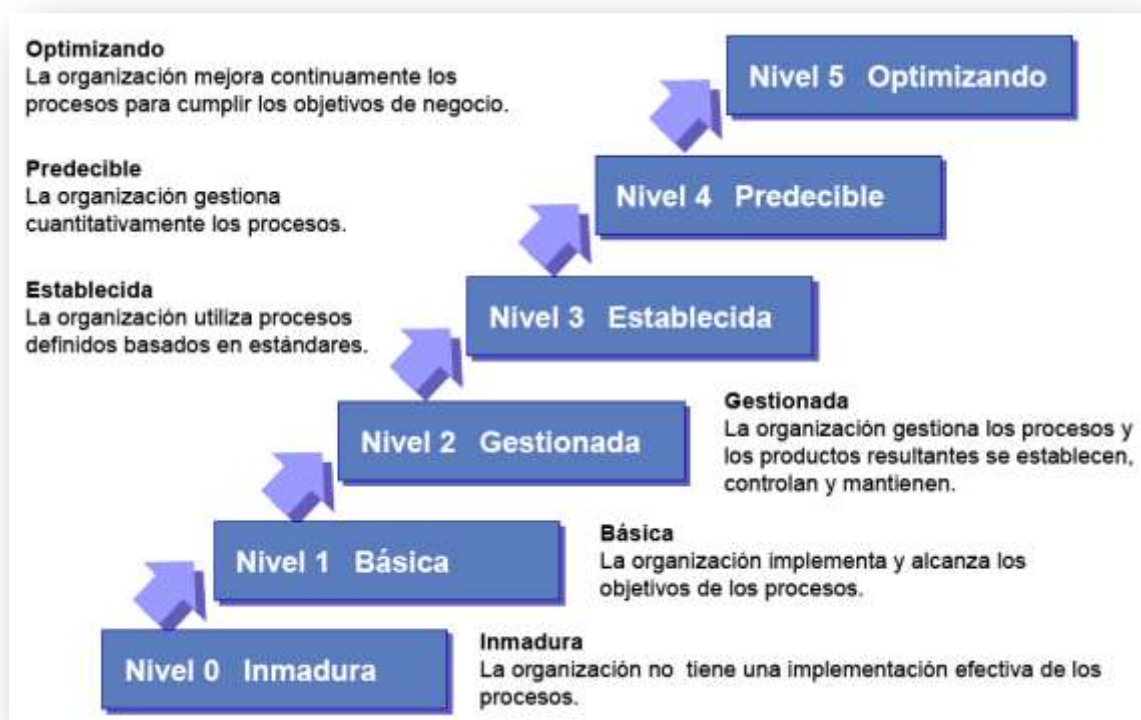 Optimizando
La organización mejora continuamente los
procesos para cumplir los objetivos de negocio.
Nivel 5 Optimizando
Predecible
La organización gestiona
cuantitativamente los procesos.
Nivel 4 Predecible
Establecida
La organización utiliza procesos
definidos basados en estándares.
Nivel 3 Establecida
Nivel 2 Gestionada
Gestionada
La organización gestiona los procesos y
los productos resultantes se establecen,
controlan y mantienen.
Nivel 1 Básica
Básica
La organización implementa y alcanza los
objetivos de los procesos.
Nivel 0 Inmadura
Inmadura
La organización no tiene una implementación efectiva de los
procesos.